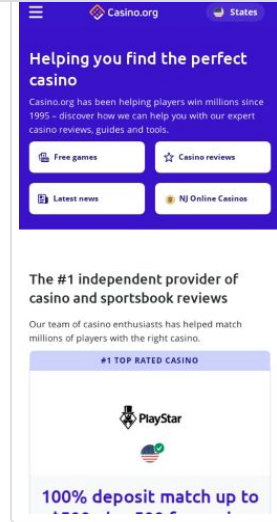 Casino.org
States
Helping you find the perfect
casino
Casino.org has been helping players win millions since
1995 – discover how we can help you with our expert
casino reviews, guides and tools.
Free games
Casino reviews
Latest news
NJ Online Casinos
The #1 independent provider of
casino and sportsbook reviews
Our team of casino enthusiasts has helped match
millions of players with the right casino.
#1 TOP RATED CASINO
PlayStar
100% deposit match up to